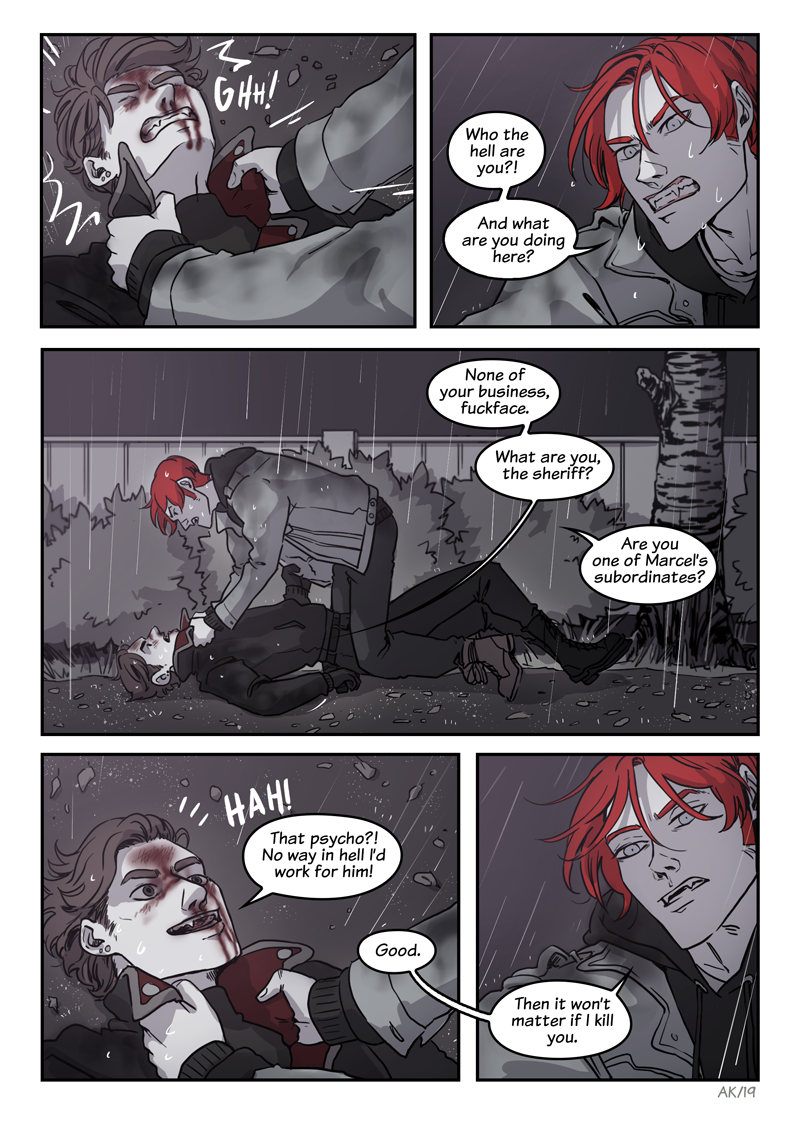 GHH!
Who the
hell are
you?!
And what
are you doing
here?
None of
your business,
fuckface.
What are you,
the sheriff?
Are you
one of Marcel's
subordinates?
HAH!
That psycho?!
No way in hell I'd
work for him!
Good.
Then it won't
matter if I kill
you.
AK/19